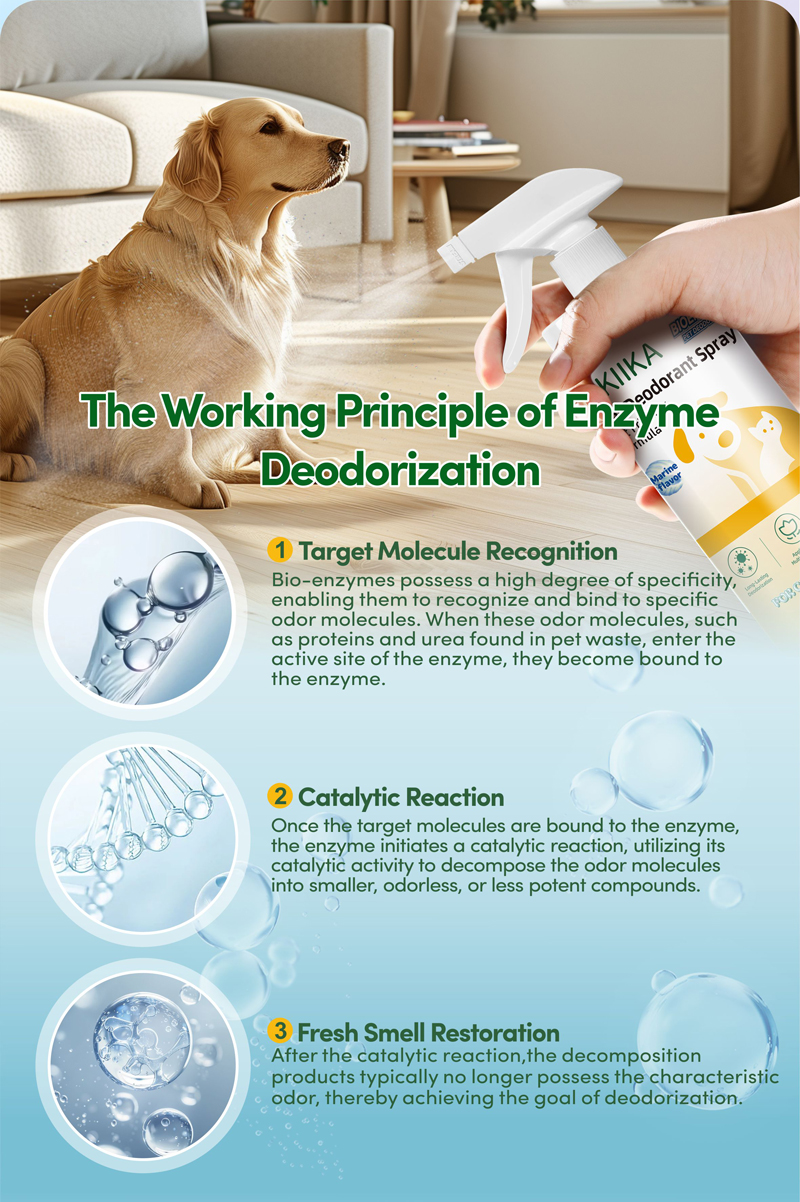 KIIKA
Deodorant Spray
Marine
Flavor
The Working Principle of Enzyme
Deodorization
1 Target Molecule Recognition
Bio-enzymes possess a high degree of specificity,
enabling them to recognize and bind to specific
odor molecules. When these odor molecules, such
as proteins and urea found in pet waste, enter the
active site of the enzyme, they become bound to
the enzyme.
2 Catalytic Reaction
Once the target molecules are bound to the enzyme,
the enzyme initiates a catalytic reaction, utilizing its
catalytic activity to decompose the odor molecules
into smaller, odorless, or less potent compounds.
3 Fresh Smell Restoration
After the catalytic reaction,the decomposition
products typically no longer possess the characteristic
odor, thereby achieving the goal of deodorization.